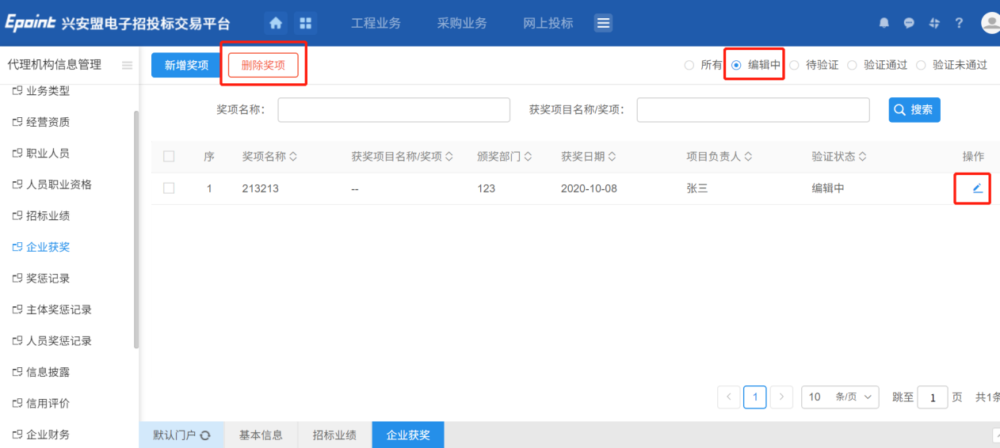 Epoint 兴安盟电子招投标交易平台 工程业务 采购业务 网上投标 ?
代理机构信息管理
新增奖项 删除奖项 所有 编辑中 待验证 验证通过 验证未通过
业务类型
经营资质
职业人员
人员职业资格
招标业绩
企业获奖
奖惩记录
主体奖惩记录
人员奖惩记录
信息披露
信用评价
企业财务
奖项名称： 获奖项目名称/奖项： 搜索
序 奖项名称 获奖项目名称/奖项 颁奖部门 获奖日期 项目负责人 验证状态 操作
1 213213 -- 123 2020-10-08 张三 编辑中
< 1 > 10 条/页 跳至 1 页 共1条
默认门户 基本信息 招标业绩 企业获奖